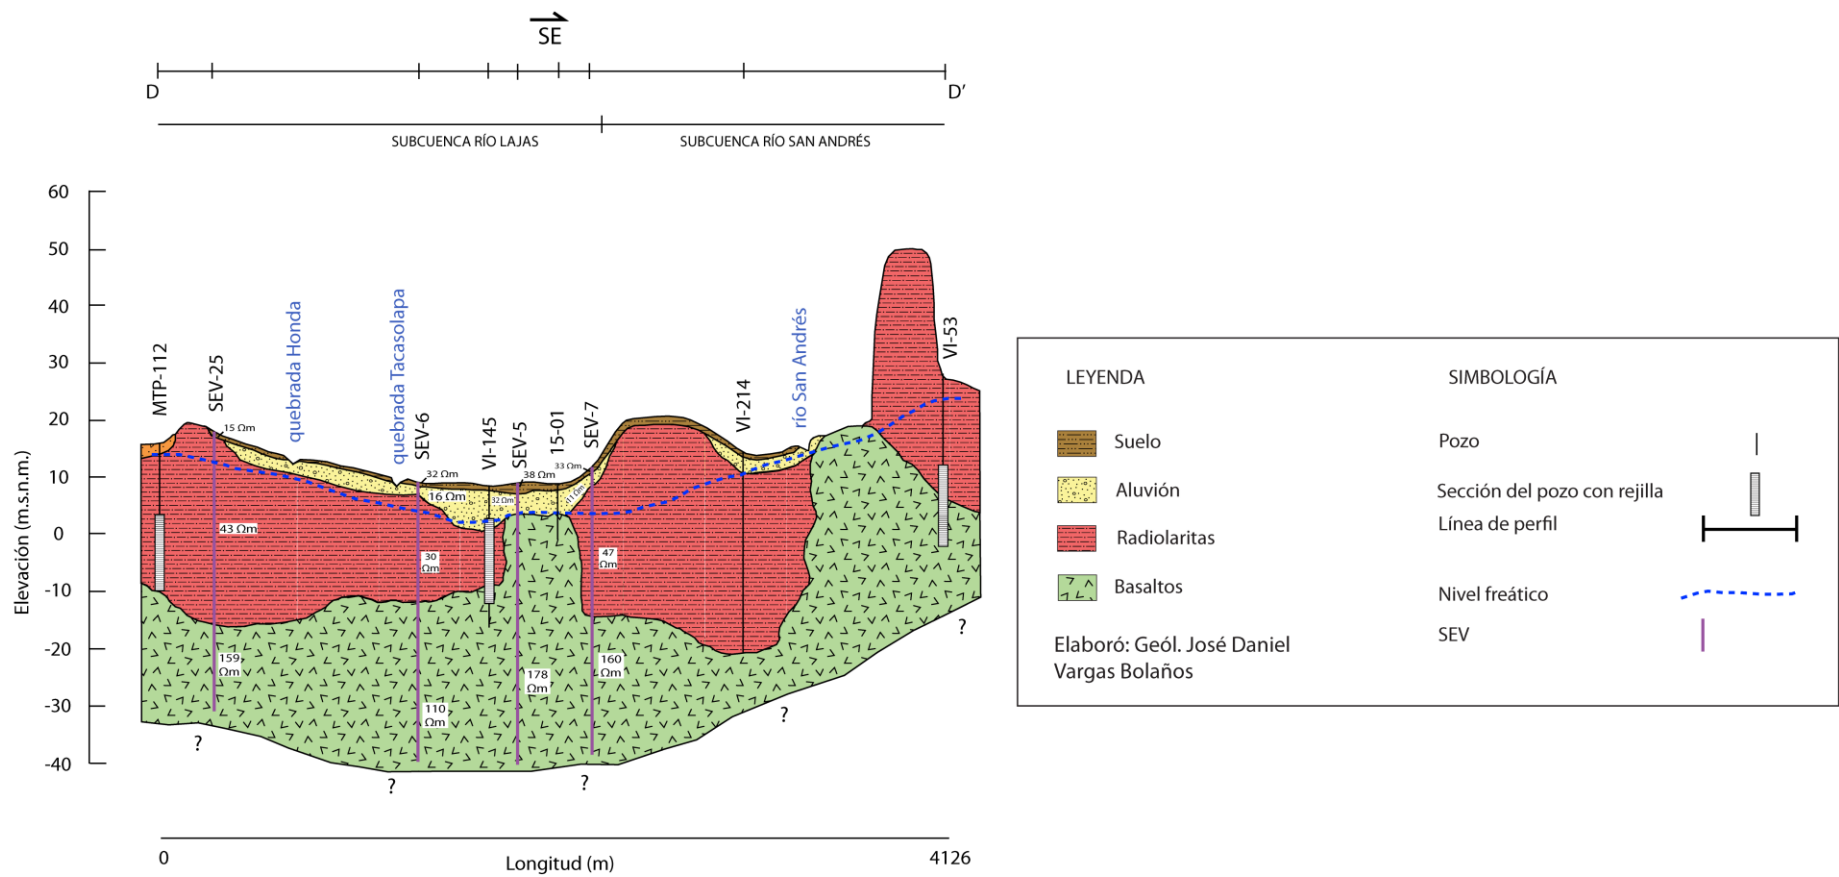 SE
D
D'
SUBCUENCA RÍO LAJAS
SUBCUENCA RÍO SAN ANDRÉS
60
50
40
30
20
10
0
-10
-20
-30
-40
Elevación (m.s.n.m.)
MTP-112
SEV-25
quebrada Honda
quebrada Tacasolapa
SEV-6
VI-145
SEV-5
15-01
SEV-7
VI-214
río San Andrés
VI-53
15 Ωm
32 Ωm
38 Ωm
33 Ωm
16 Ωm
32 Ωm
11 Ωm
43 Ωm
30
Ωm
47
Ωm
159
Ωm
110
Ωm
178
Ωm
160
Ωm
?
?
?
?
?
0
Longitud (m)
4126
LEYENDA
Suelo
Aluvión
Radiolaritas
Basaltos
Elaboró: Geól. José Daniel
Vargas Bolaños
SIMBOLOGÍA
Pozo
Sección del pozo con rejilla
Línea de perfil
Nivel freático
SEV